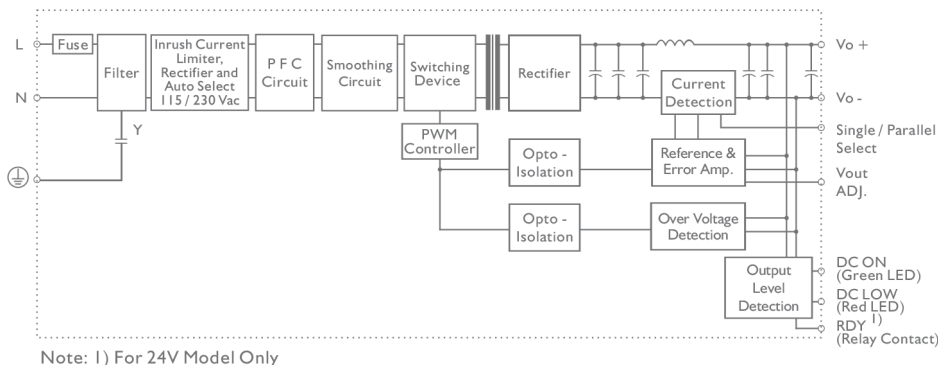 L
Fuse
Filter
Inrush Current
Limiter,
Rectifier and
Auto Select
115 / 230 Vac
P F C
Circuit
Smoothing
Circuit
Switching
Device
Rectifier
Vo +
N
Vo -
Current
Detection
Single / Parallel
Select
Y
PWM
Controller
Opto -
Isolation
Reference &
Error Amp.
Vout
ADJ.
Opto -
Isolation
Over Voltage
Detection
Output
Level
Detection
DC ON
(Green LED)
DC LOW
(Red LED)
RDY 1)
(Relay Contact)
Note: 1) For 24V Model Only